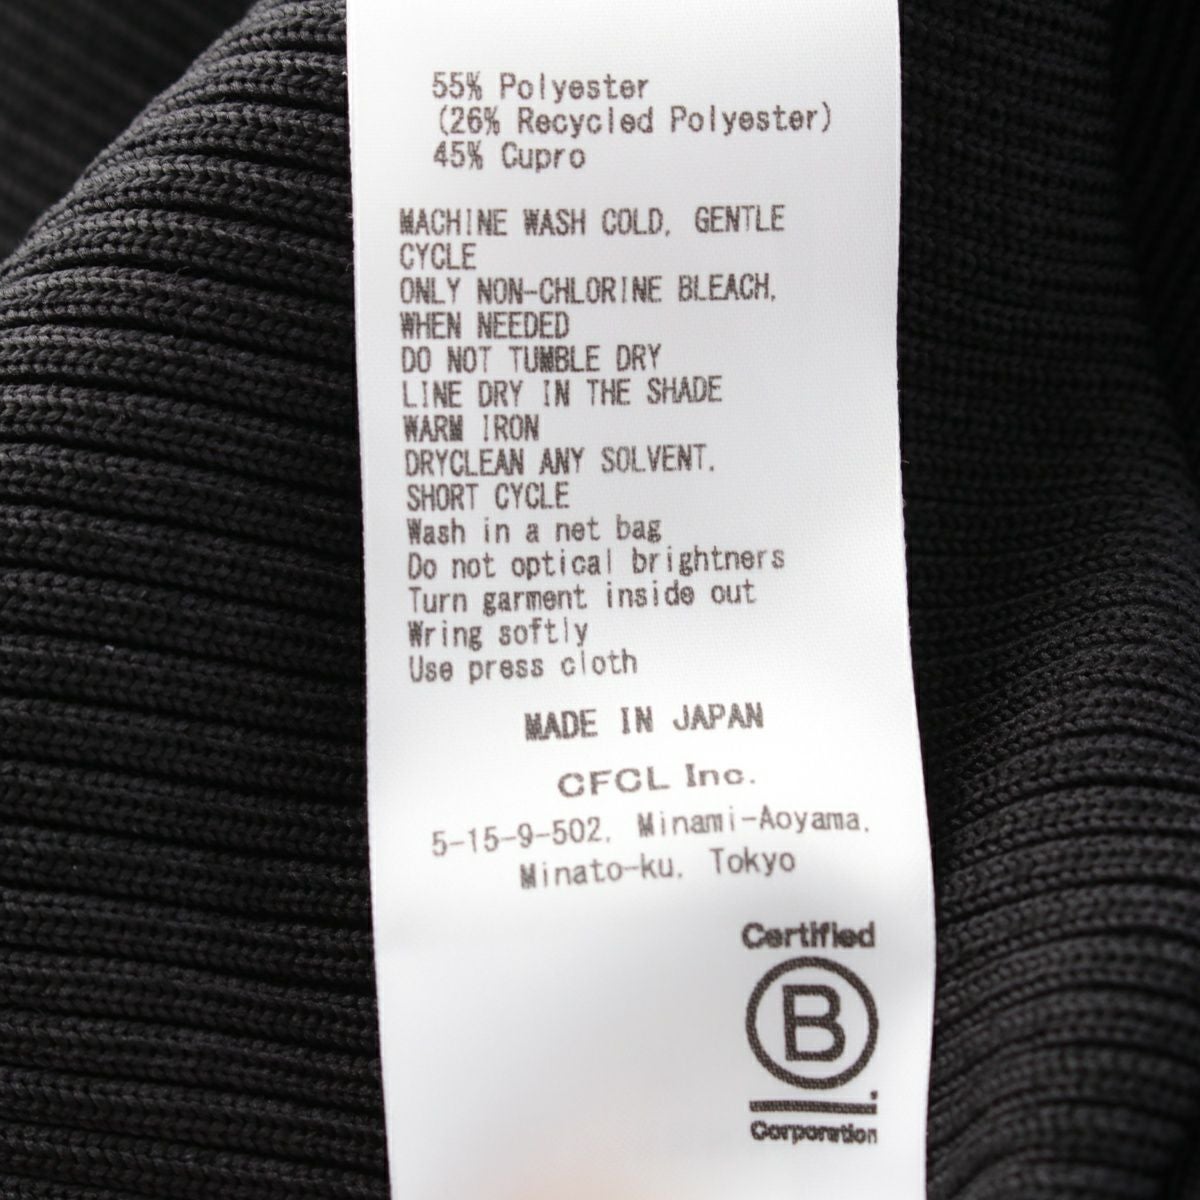 55% Polyester
(26% Recycled Polyester)
45% Cupro
MACHINE WASH COLD, GENTLE
CYCLE
ONLY NON-CHLORINE BLEACH,
WHEN NEEDED
DO NOT TUMBLE DRY
LINE DRY IN THE SHADE
WARM IRON
DRYCLEAN ANY SOLVENT,
SHORT CYCLE
Wash in a net bag
Do not optical brightners
Turn garment inside out
Wring softly
Use press cloth
MADE IN JAPAN
CFCL Inc.
5-15-9-502, Minami-Aoyama,
Minato-ku, Tokyo
Certified
B
Corporation